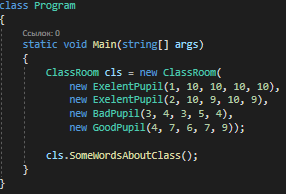 class Program
{
Ссылок: 0
static void Main(string[] args)
{
ClassRoom cls = new ClassRoom(
new ExelentPupil(1, 10, 10, 10, 10),
new ExelentPupil(2, 10, 9, 10, 9),
new BadPupil(3, 4, 3, 5, 4),
new GoodPupil(4, 7, 6, 7, 9));
cls.SomeWordsAboutClass();
}
}